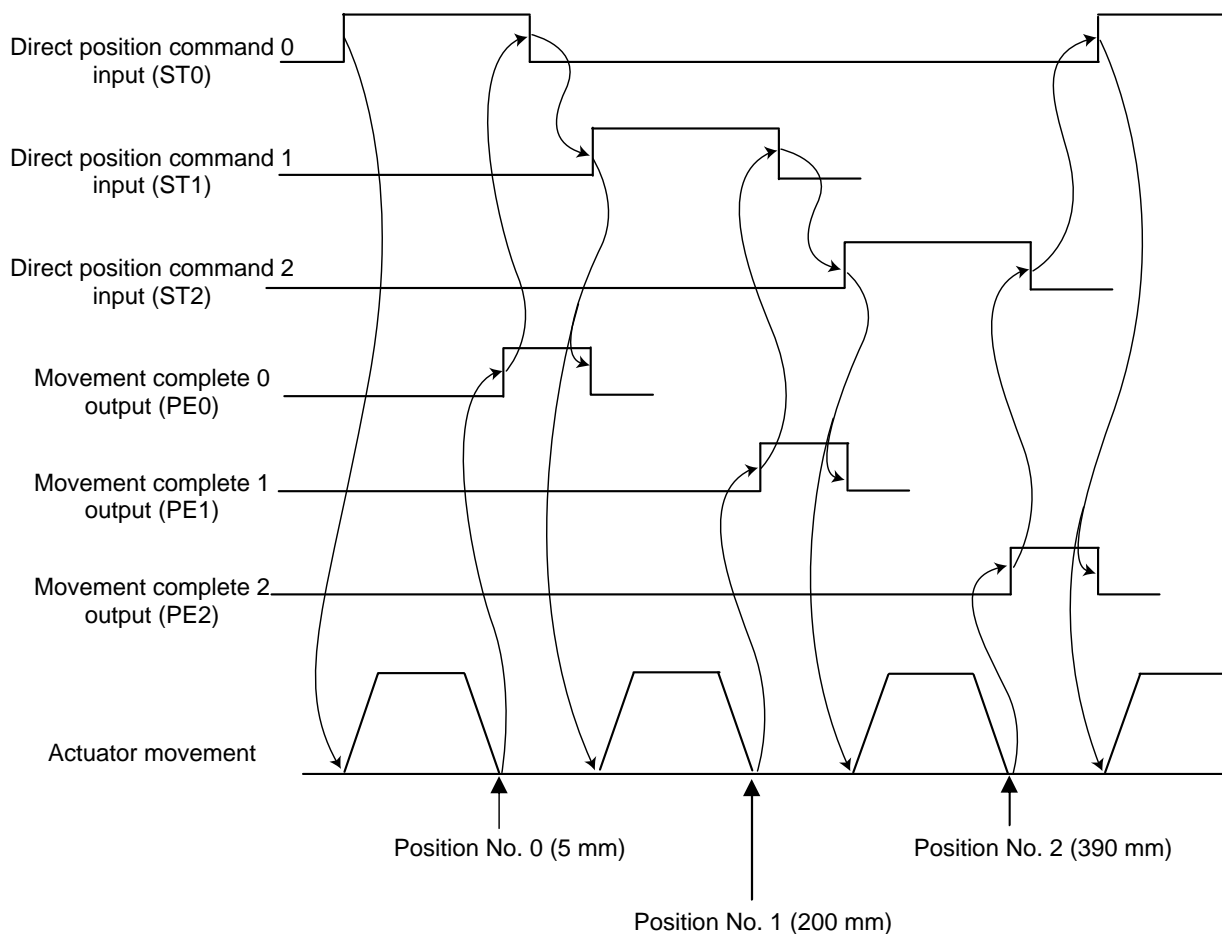 Direct position command 0
input (ST0)
Direct position command 1
input (ST1)
Direct position command 2
input (ST2)
Movement complete 0
output (PE0)
Movement complete 1
output (PE1)
Movement complete 2
output (PE2)
Actuator movement
Position No. 0 (5 mm)
Position No. 2 (390 mm)
Position No. 1 (200 mm)